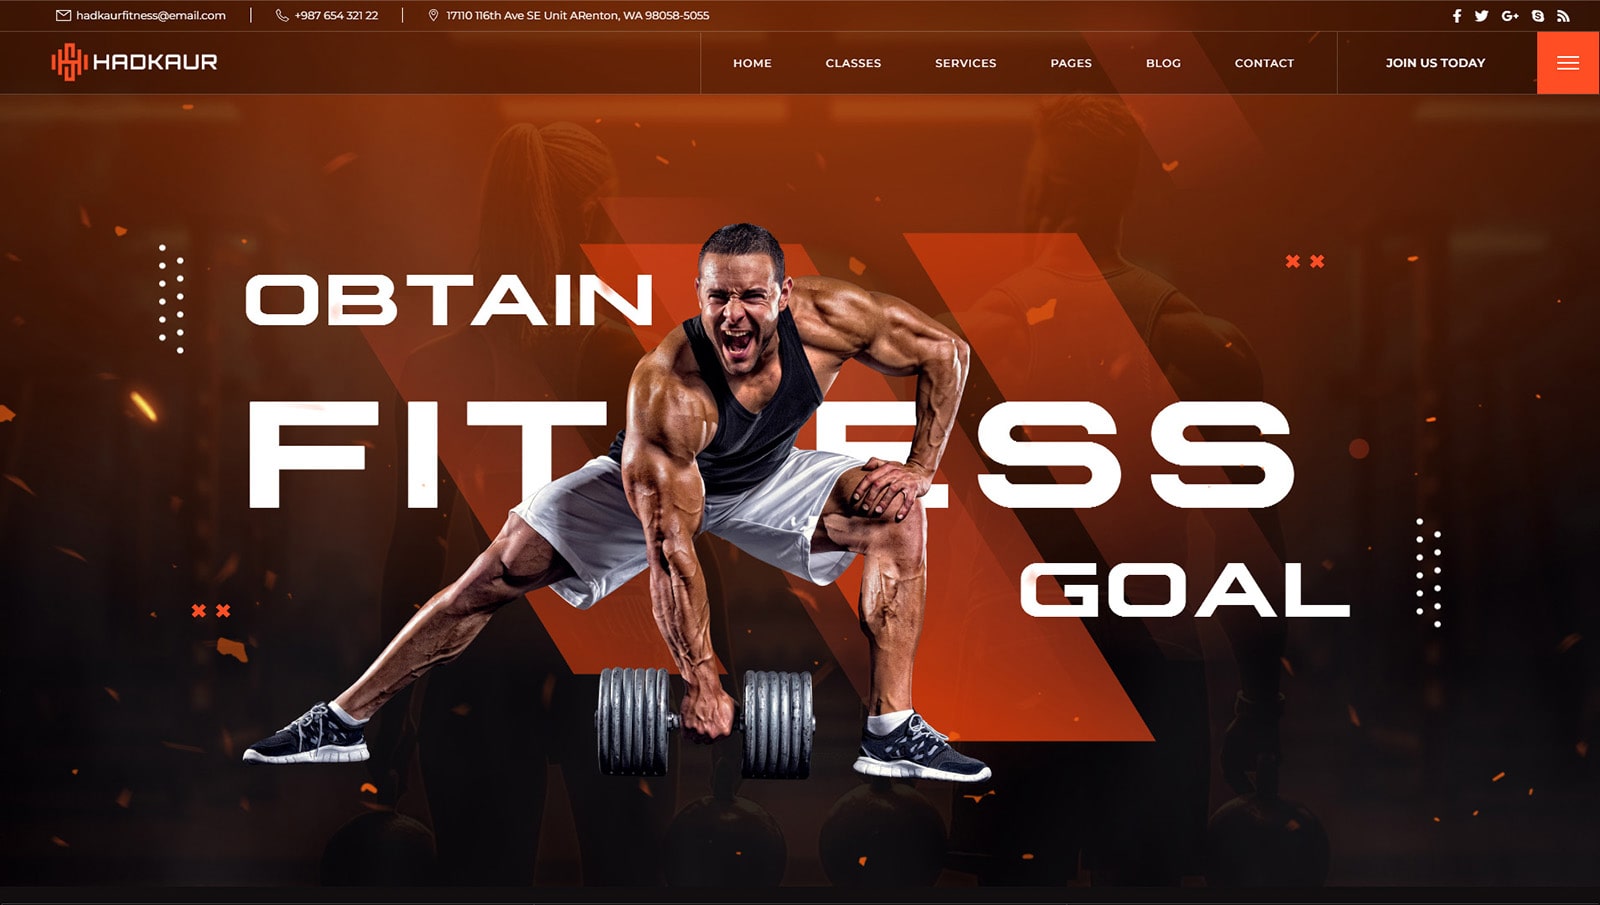 hadkaurfitness@email.com
+987 654 321 22
17110 116th Ave SE Unit ARenton, WA 98058-5055
HADKAUR
HOME
CLASSES
SERVICES
PAGES
BLOG
CONTACT
JOIN US TODAY
OBTAIN
FIT ESS
GOAL